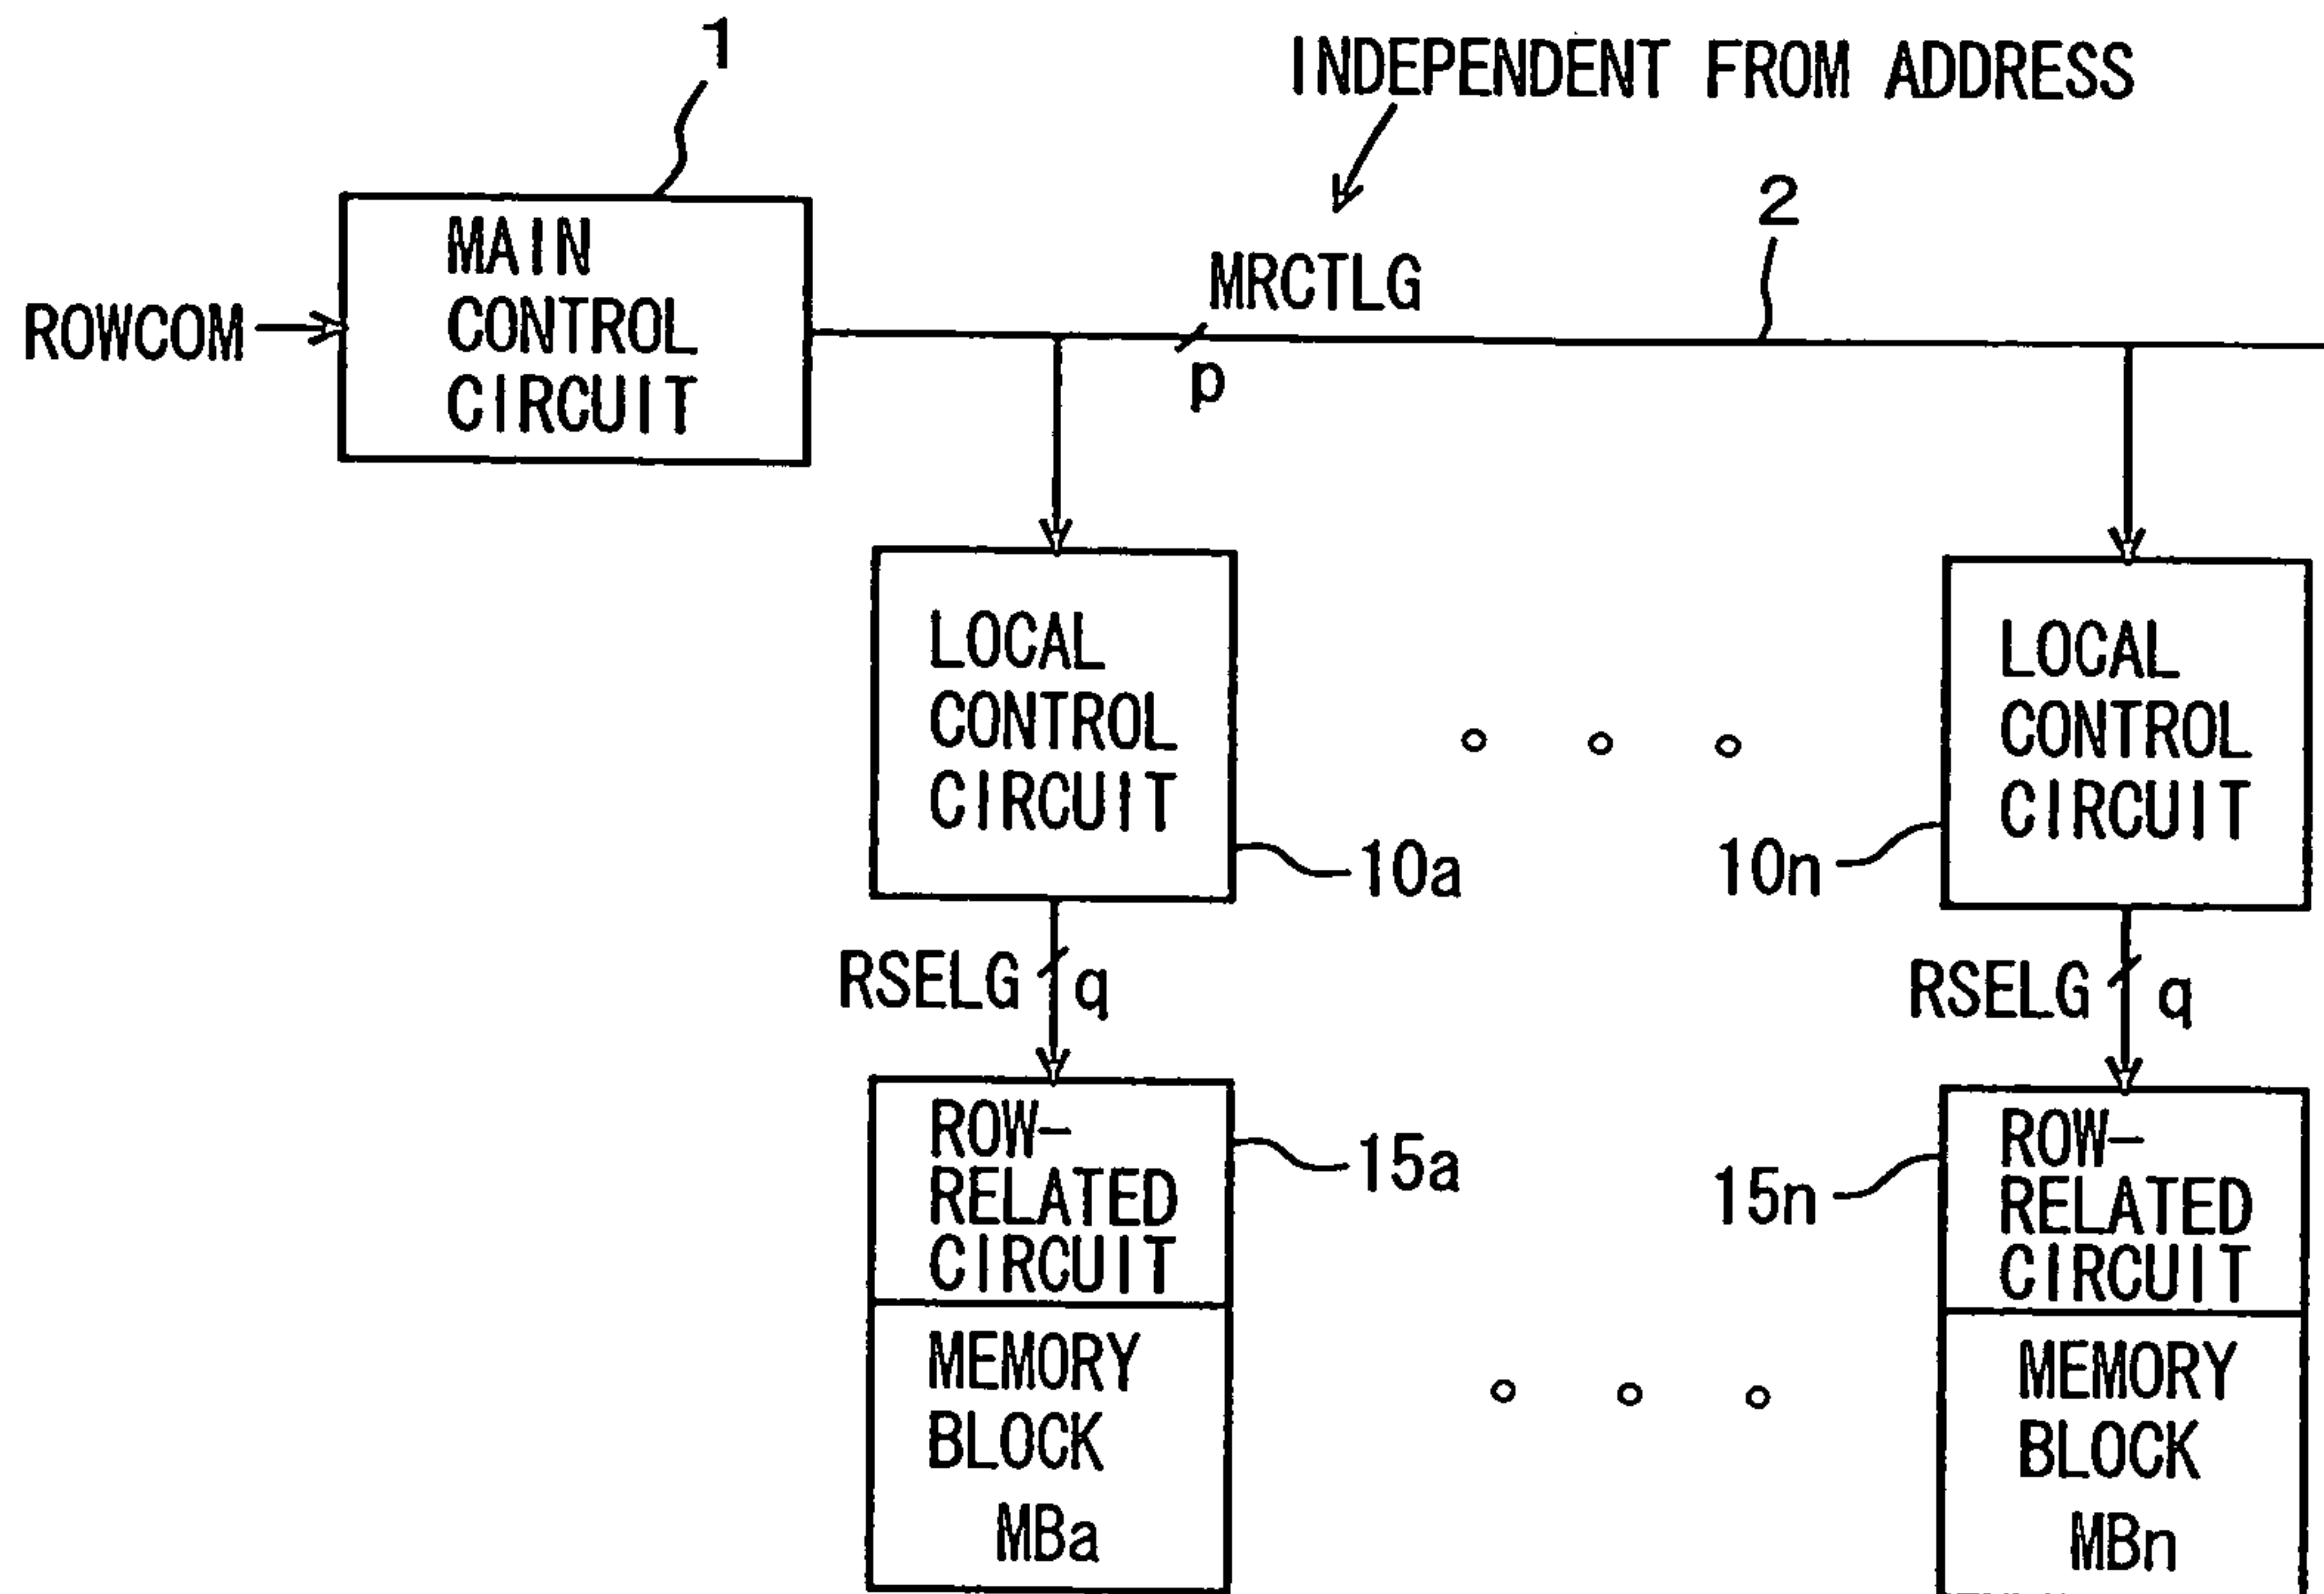 1
INDEPENDENT FROM ADDRESS
2
MAIN
CONTROL
CIRCUIT
ROWCOM
MRCTLG
p
LOCAL
CONTROL
CIRCUIT
10a
LOCAL
CONTROL
CIRCUIT
10n
RSELG
q
RSELG
q
ROW-
RELATED
CIRCUIT
15a
ROW-
RELATED
CIRCUIT
15n
MEMORY
BLOCK
MBa
MEMORY
BLOCK
MBn